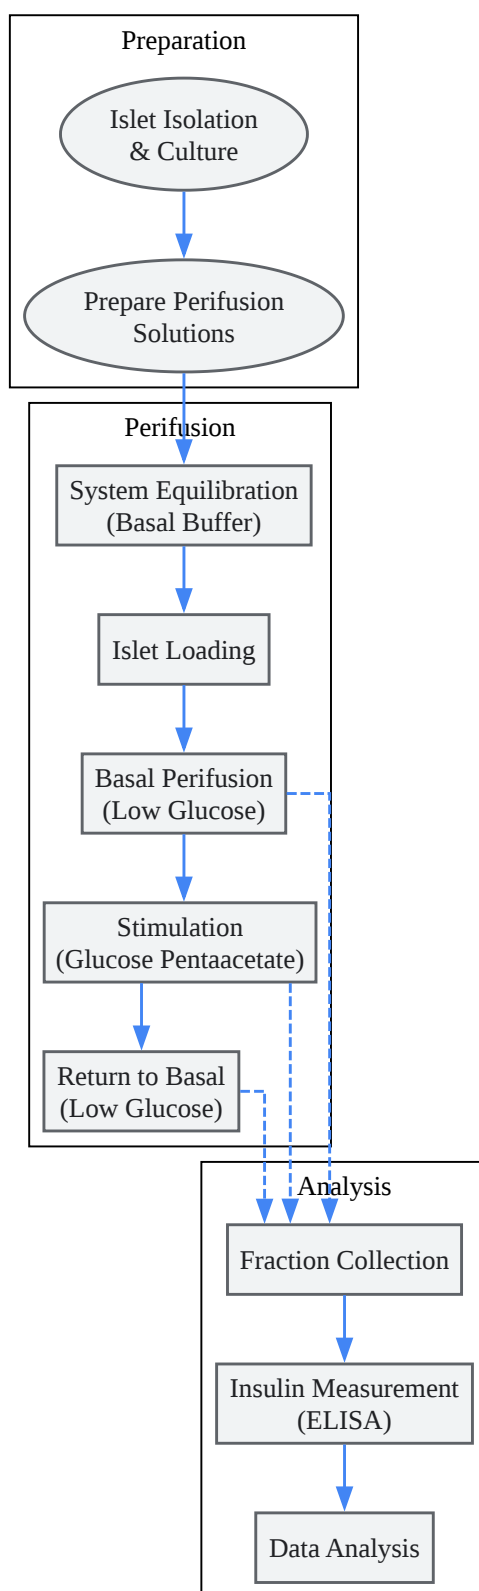 Preparation
Islet Isolation
& Culture
Prepare Perifusion
Solutions
Perifusion
System Equilibration
(Basal Buffer)
Islet Loading
Basal Perifusion
(Low Glucose)
Stimulation
(Glucose Pentaacetate)
Return to Basal
(Low Glucose)
Analysis
Fraction Collection
Insulin Measurement
(ELISA)
Data Analysis